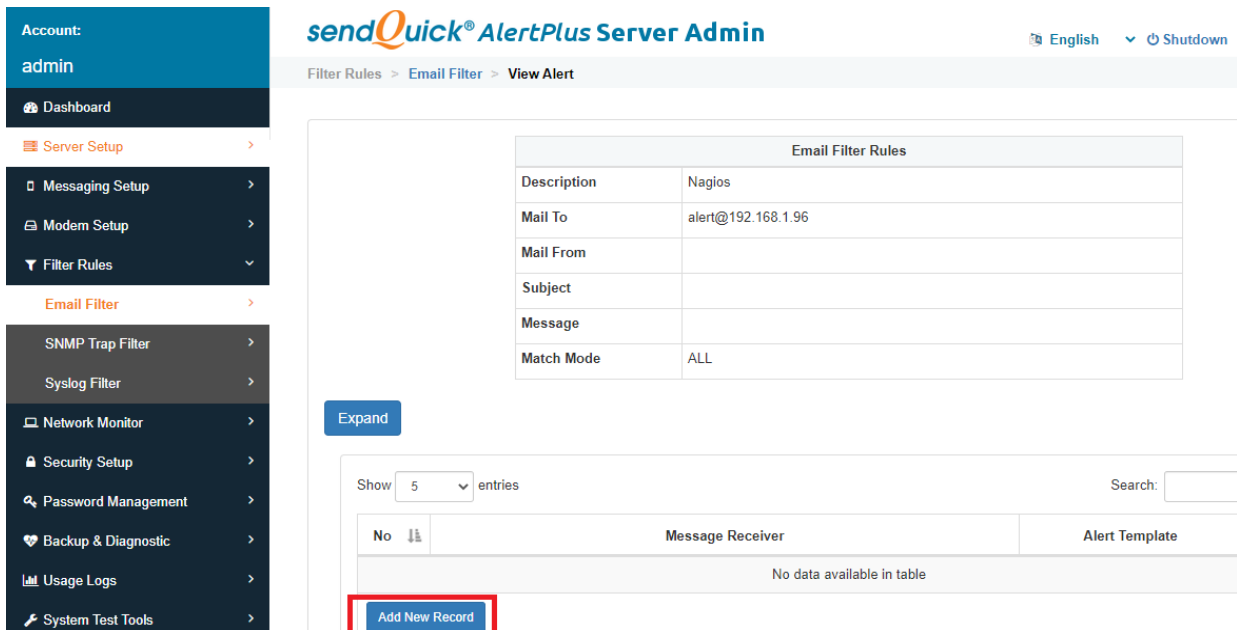 Account:
admin
Dashboard
Server Setup
Messaging Setup
Modem Setup
Filter Rules
Email Filter
SNMP Trap Filter
Syslog Filter
Network Monitor
Security Setup
Password Management
Backup & Diagnostic
Usage Logs
System Test Tools
sendQuick® AlertPlus Server Admin
English Shutdown
Filter Rules > Email Filter > View Alert
Email Filter Rules
Description Nagios
Mail To alert@192.168.1.96
Mail From
Subject
Message
Match Mode ALL
Expand
Show 5 entries Search:
No Message Receiver Alert Template
No data available in table
Add New Record